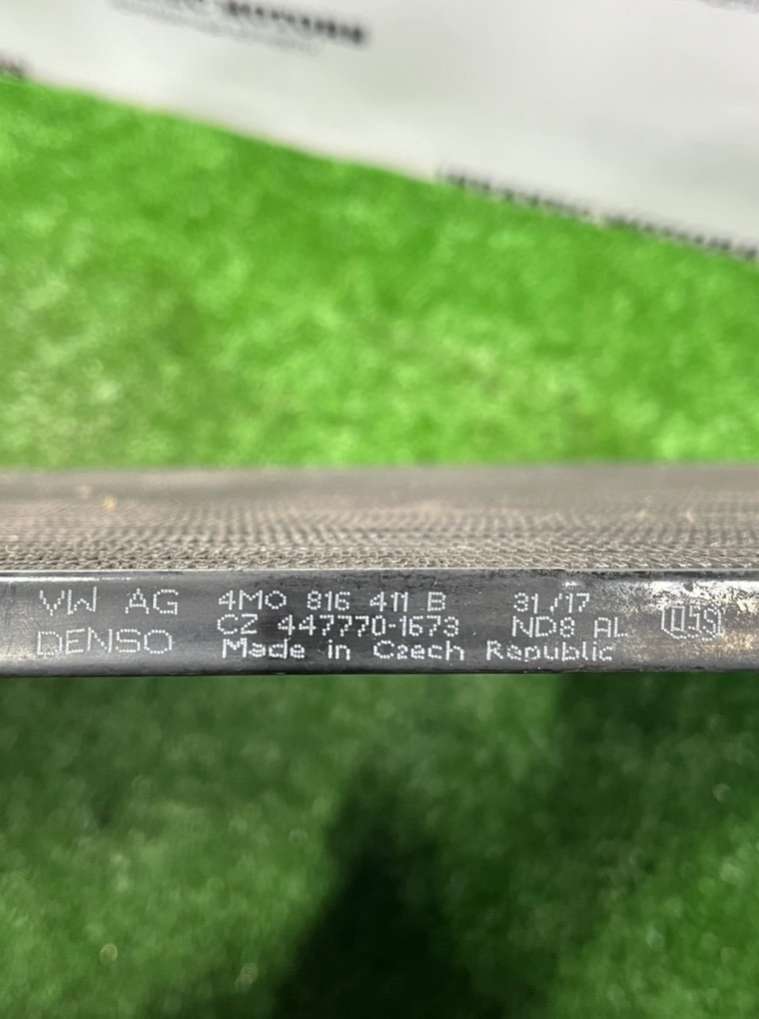 VW AG 4M0 816 411 B 31/17
DENSO CZ 447770-1673 ND8 AL
Made in Czech Republic